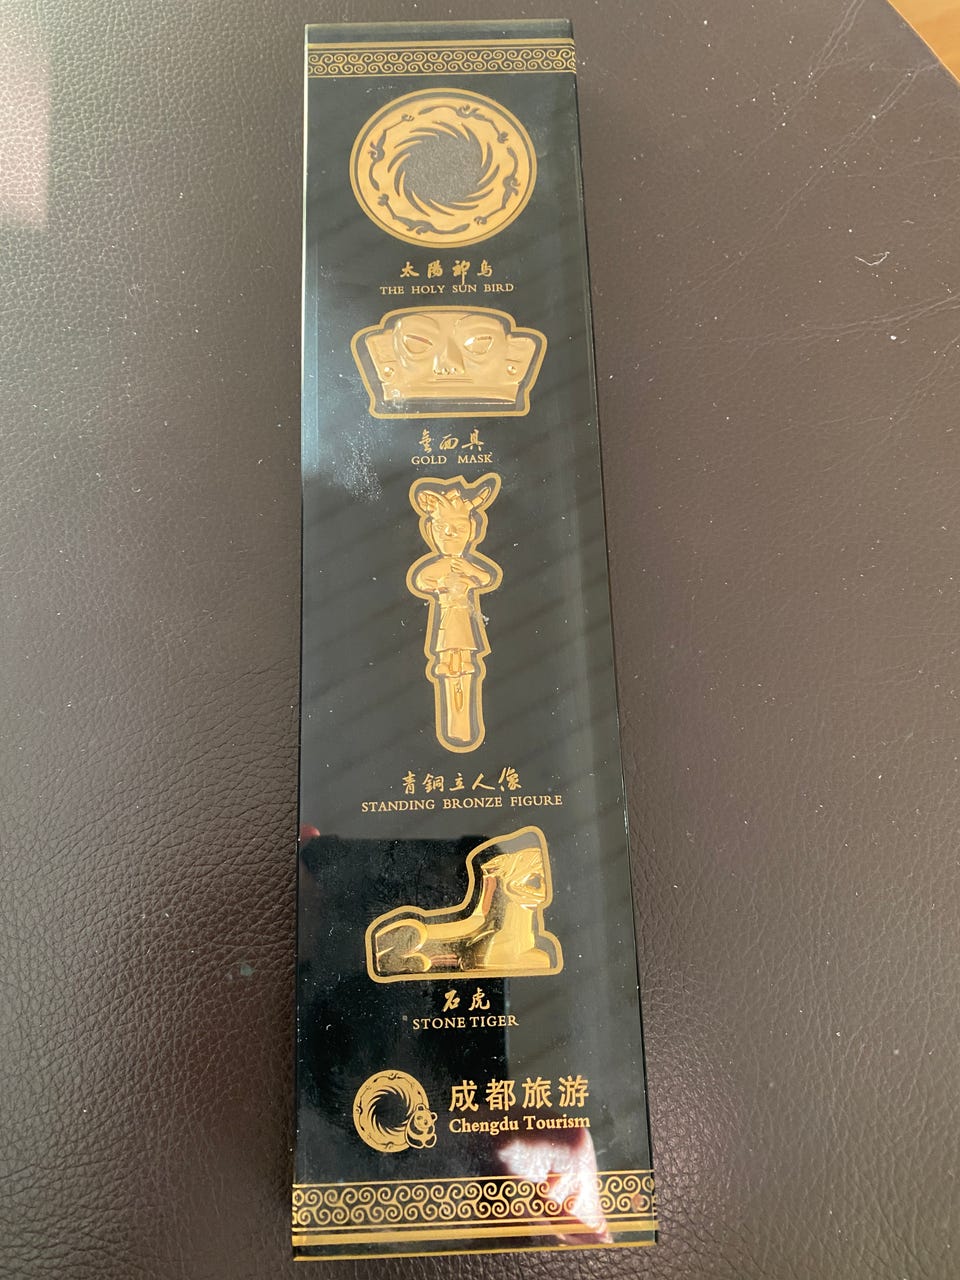 太陽神鸟
THE HOLY SUN BIRD
金面具
GOLD MASK
青銅立人像
STANDING BRONZE FIGURE
石虎
STONE TIGER
成都旅游
Chengdu Tourism